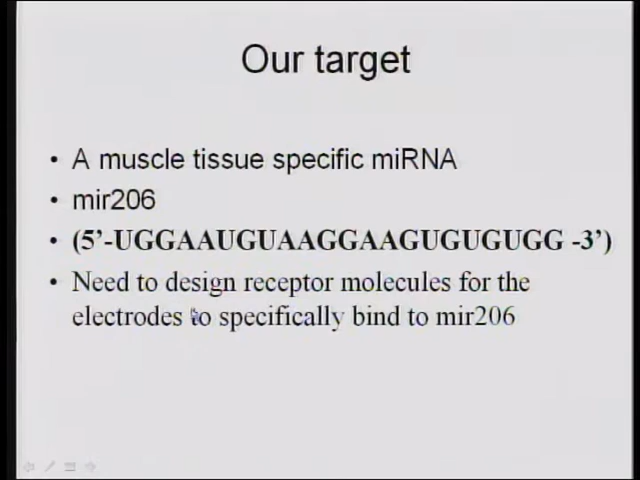 Our target
• A muscle tissue specific miRNA
• mir206
• (5’-UGGAAUGUAAGGAAGUGUGUGG -3’)
• Need to design receptor molecules for the
electrodes to specifically bind to mir206